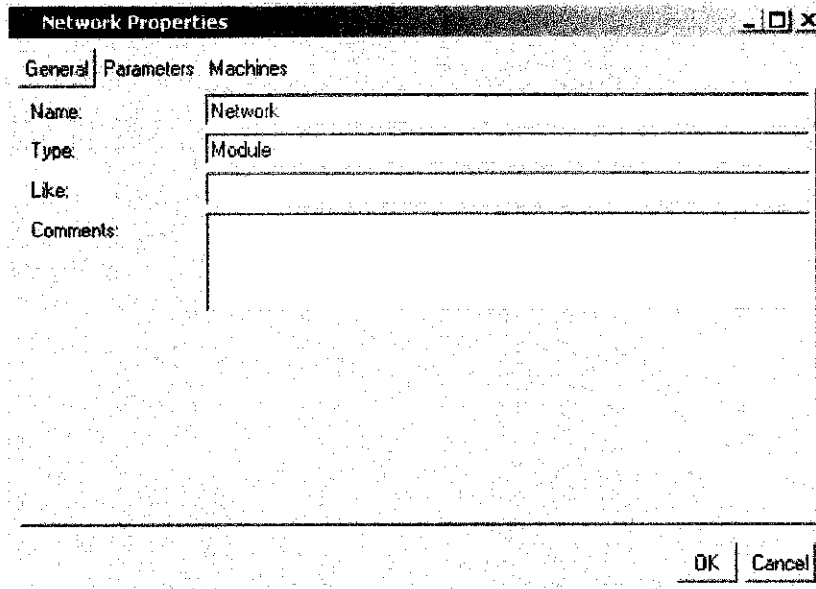 Network Properties
General Parameters Machines
Name: Network
Type: Module
Like:
Comments:
OK Cancel